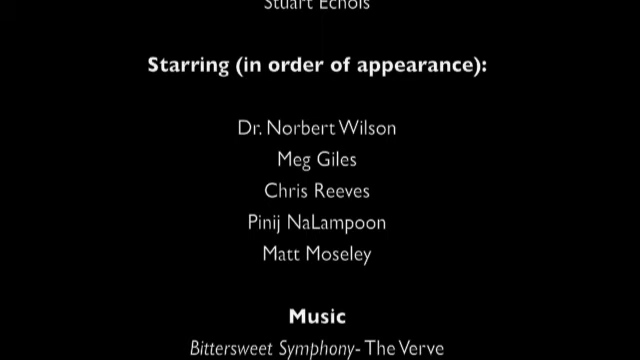 Stuart Echols
Starring (in order of appearance):
Dr. Norbert Wilson
Meg Giles
Chris Reeves
Pinij NaLampoon
Matt Moseley
Music
Bittersweet Symphony- The Verve